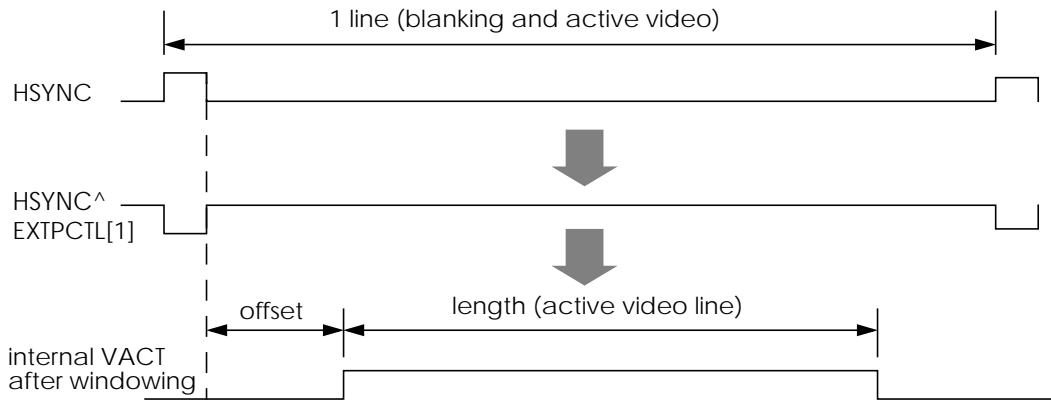 1 line (blanking and active video)
HSYNC
HSYNC^
EXTPCTL[1]
offset
length (active video line)
internal VACT
after windowing